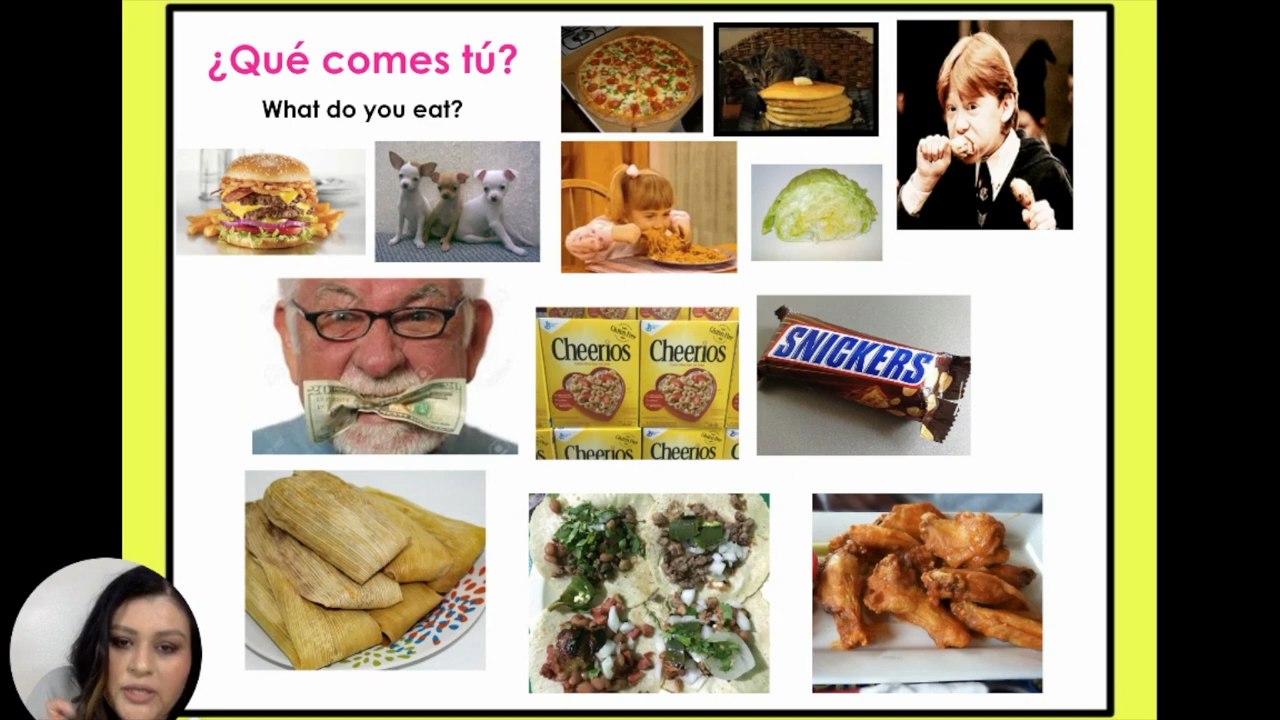 ¿Qué comes tú?
What do you eat?
Cheerios
Cheerios
SNICKERS
Cheerios
Cheerios